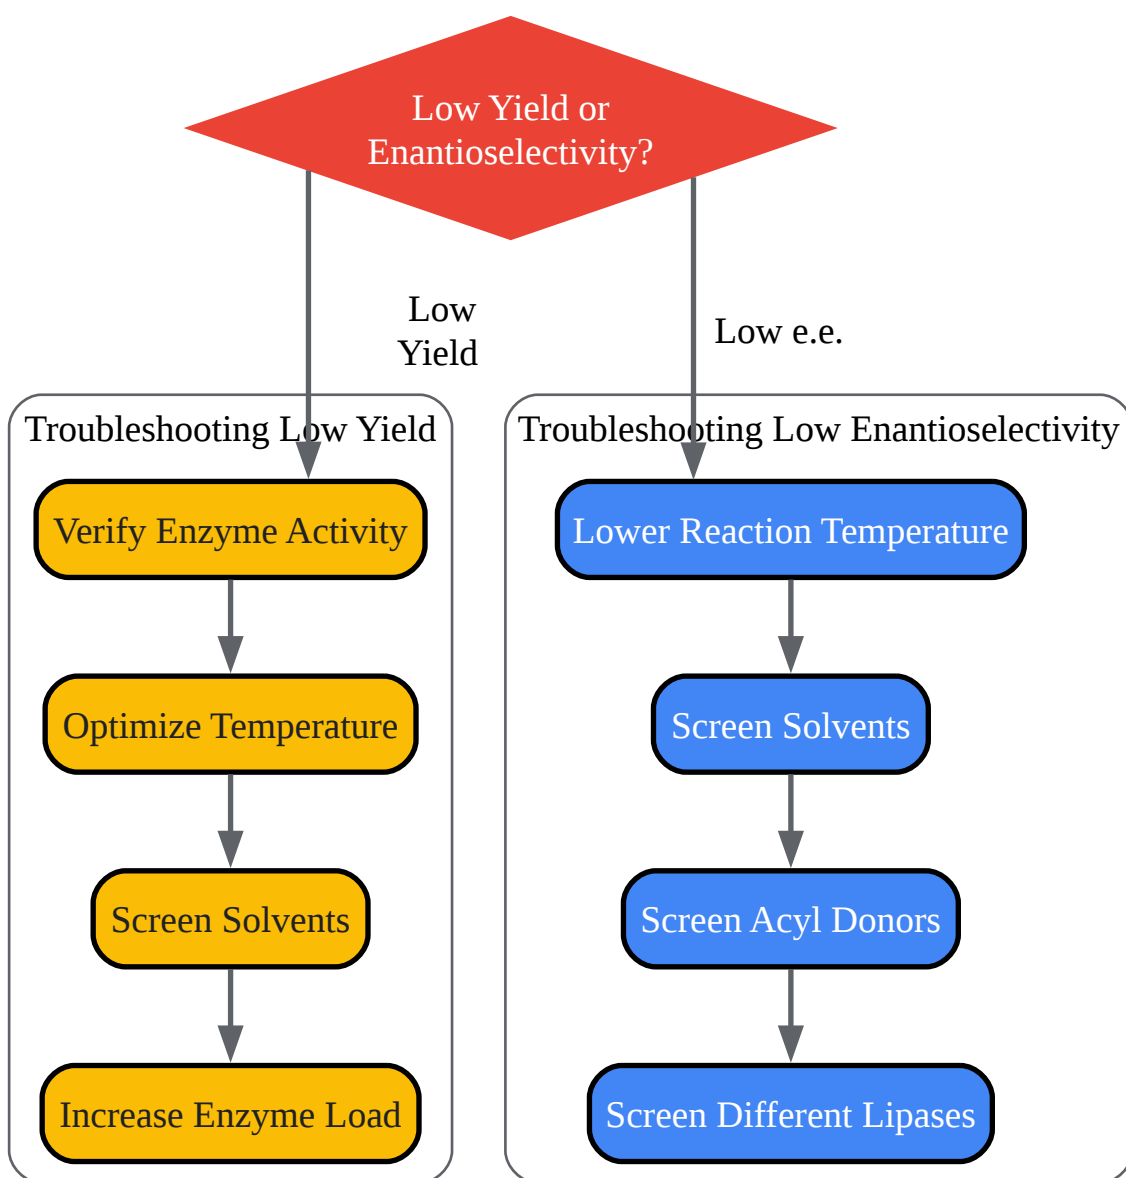 Low Yield or
Enantioselectivity?
Low
Yield
Low e.e.
Troubleshooting Low Yield
Verify Enzyme Activity
Optimize Temperature
Screen Solvents
Increase Enzyme Load
Troubleshooting Low Enantioselectivity
Lower Reaction Temperature
Screen Solvents
Screen Acyl Donors
Screen Different Lipases